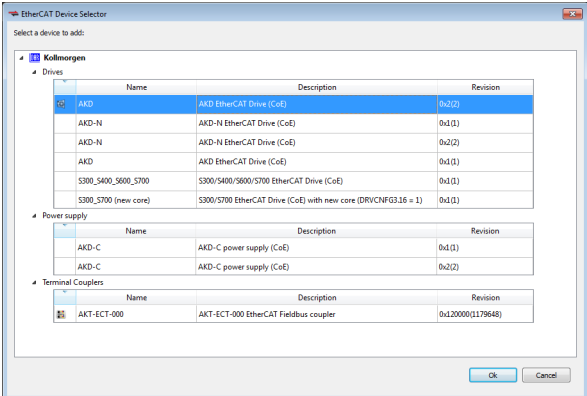 EtherCAT Device Selector
Select a device to add:
Kollmorgen
Drives
Name Description Revision
AKD AKD EtherCAT Drive (CoE) 0x2(2)
AKD-N AKD-N EtherCAT Drive (CoE) 0x1(1)
AKD-N AKD-N EtherCAT Drive (CoE) 0x2(2)
AKD AKD EtherCAT Drive (CoE) 0x1(1)
S300_S400_S600_S700 S300/S400/S600/S700 EtherCAT Drive (CoE) 0x1(1)
S300_S700 (new core) S300/S700 EtherCAT Drive (CoE) with new core (DRVCNFG3.16 = 1) 0x1(1)
Power supply
Name Description Revision
AKD-C AKD-C power supply (CoE) 0x1(1)
AKD-C AKD-C power supply (CoE) 0x2(2)
Terminal Couplers
Name Description Revision
AKT-ECT-000 AKT-ECT-000 EtherCAT Fieldbus coupler 0x120000(1179648)
Ok Cancel